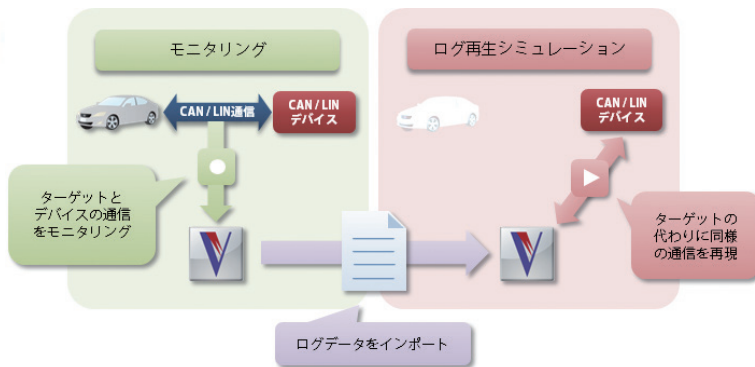 モニタリング
CAN / LIN通信
CAN / LIN
デバイス
ターゲットと
デバイスの通信
をモニタリング
ログ再生シミュレーション
CAN / LIN
デバイス
ターゲットの
代わりに同様
の通信を再現
ログデータをインポート